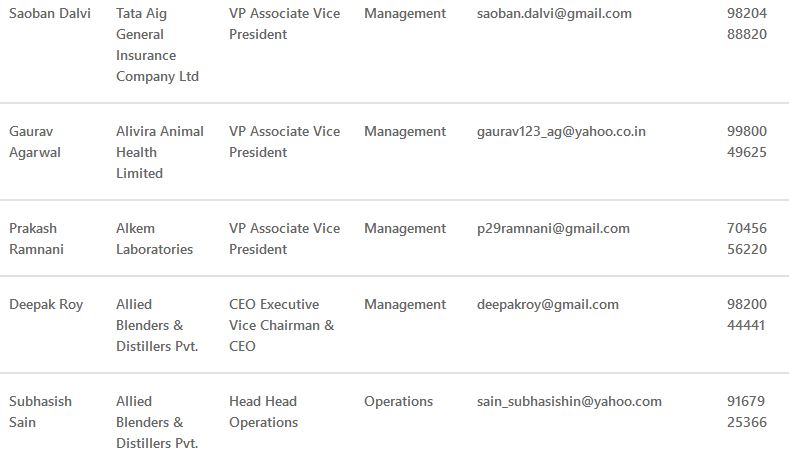 Saoban Dalvi Tata Aig VP Associate Vice Management saoban.dalvi@gmail.com 98204
General President 88820
Insurance
Company Ltd
Gaurav Alivira Animal VP Associate Vice Management gaurav123_ag@yahoo.co.in 99800
Agarwal Health President 49625
Limited
Prakash Alkem VP Associate Vice Management p29ramnani@gmail.com 70456
Ramnani Laboratories President 56220
Deepak Roy Allied CEO Executive Management deepakroy@gmail.com 98200
Blenders & Vice Chairman & 44441
Distillers Pvt. CEO
Subhasish Allied Head Head Operations sain_subhasishin@yahoo.com 91679
Sain Blenders & Operations 25366
Distillers Pvt.